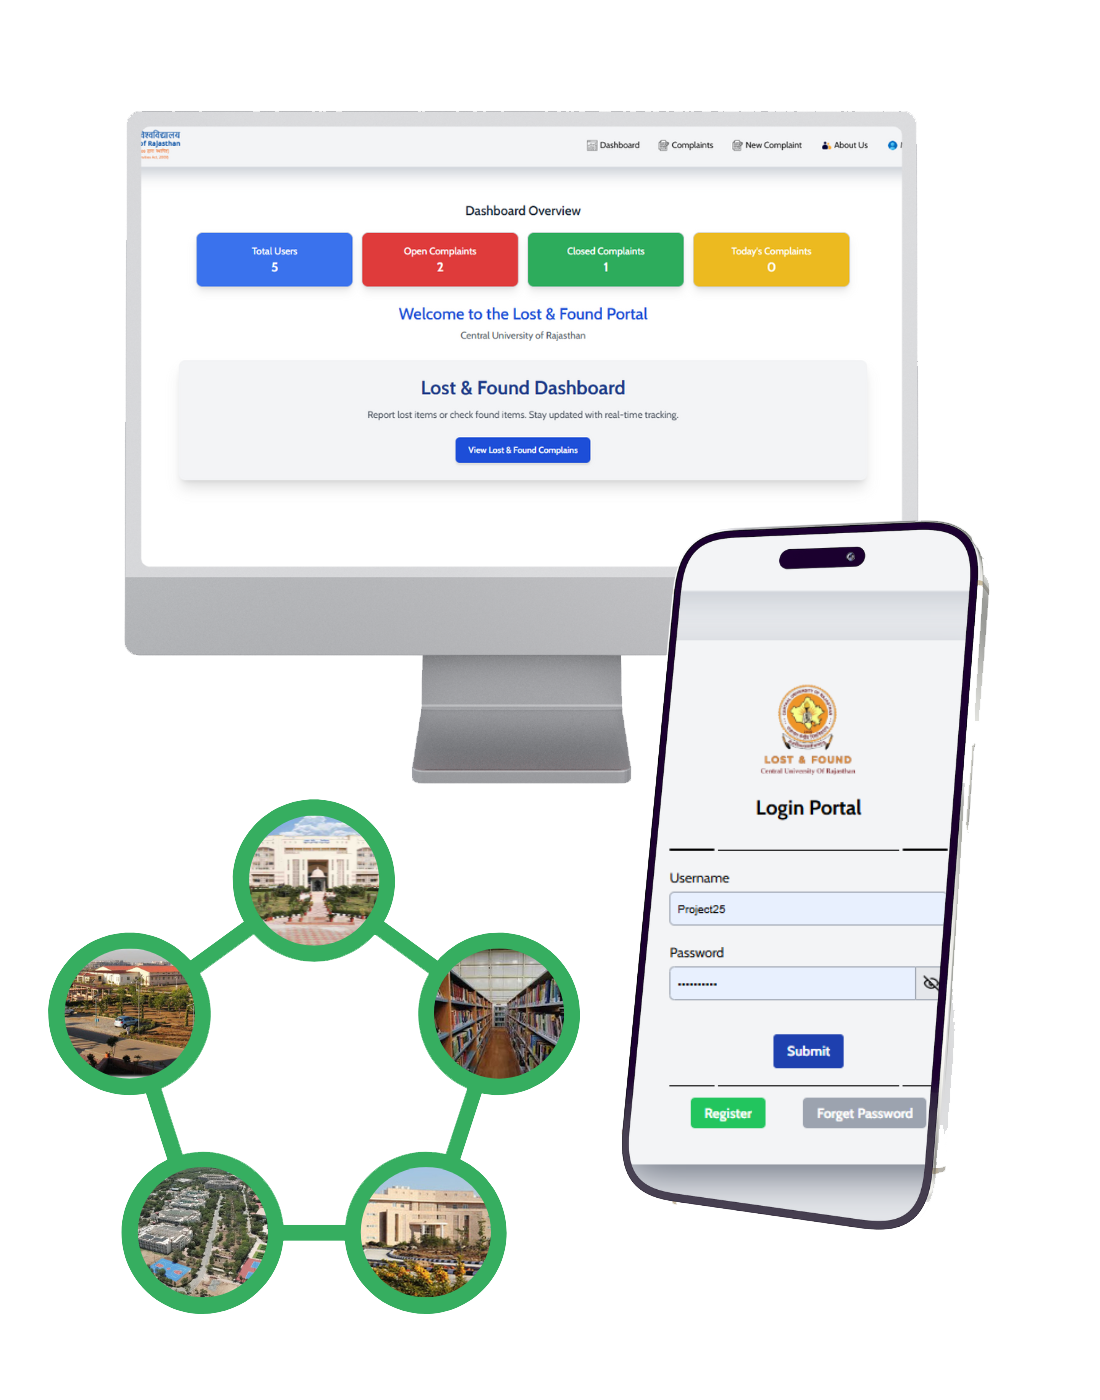 विश्वविद्यालय
of Rajasthan
Dashboard
Complaints
New Complaint
About Us
Dashboard Overview
Total Users
5
Open Complaints
2
Closed Complaints
1
Today's Complaints
0
Welcome to the Lost & Found Portal
Central University of Rajasthan
Lost & Found Dashboard
Report lost items or check found items. Stay updated with real-time tracking.
View Lost & Found Complains
LOST & FOUND
Central University Of Rajasthan
Login Portal
Username
Project25
Password
Submit
Register
Forget Password